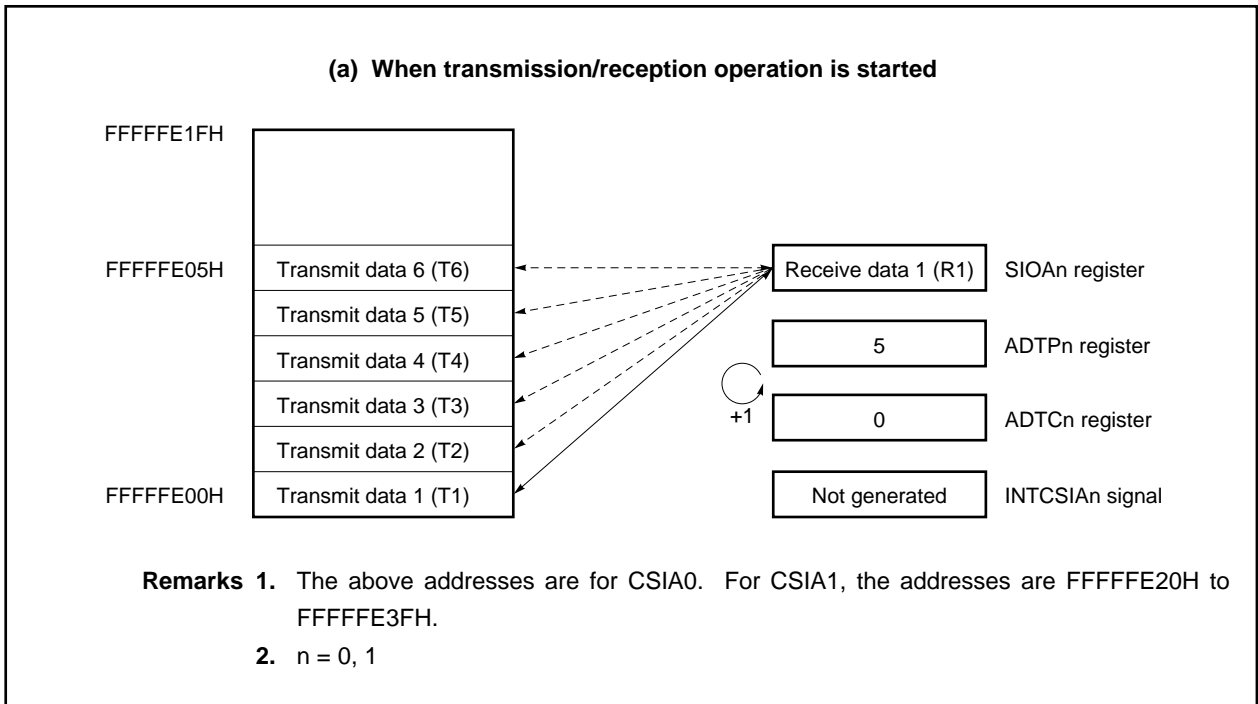 (a) When transmission/reception operation is started
FFFFFE1FH
FFFFFE05H
Transmit data 6 (T6)
Receive data 1 (R1)
SIOAn register
Transmit data 5 (T5)
5
ADTPn register
Transmit data 4 (T4)
Transmit data 3 (T3)
+1
0
ADTCn register
Transmit data 2 (T2)
FFFFFE00H
Transmit data 1 (T1)
Not generated
INTCSIAn signal
Remarks 1. The above addresses are for CSIA0. For CSIA1, the addresses are FFFFFE20H to
FFFFFE3FH.
2. n = 0, 1